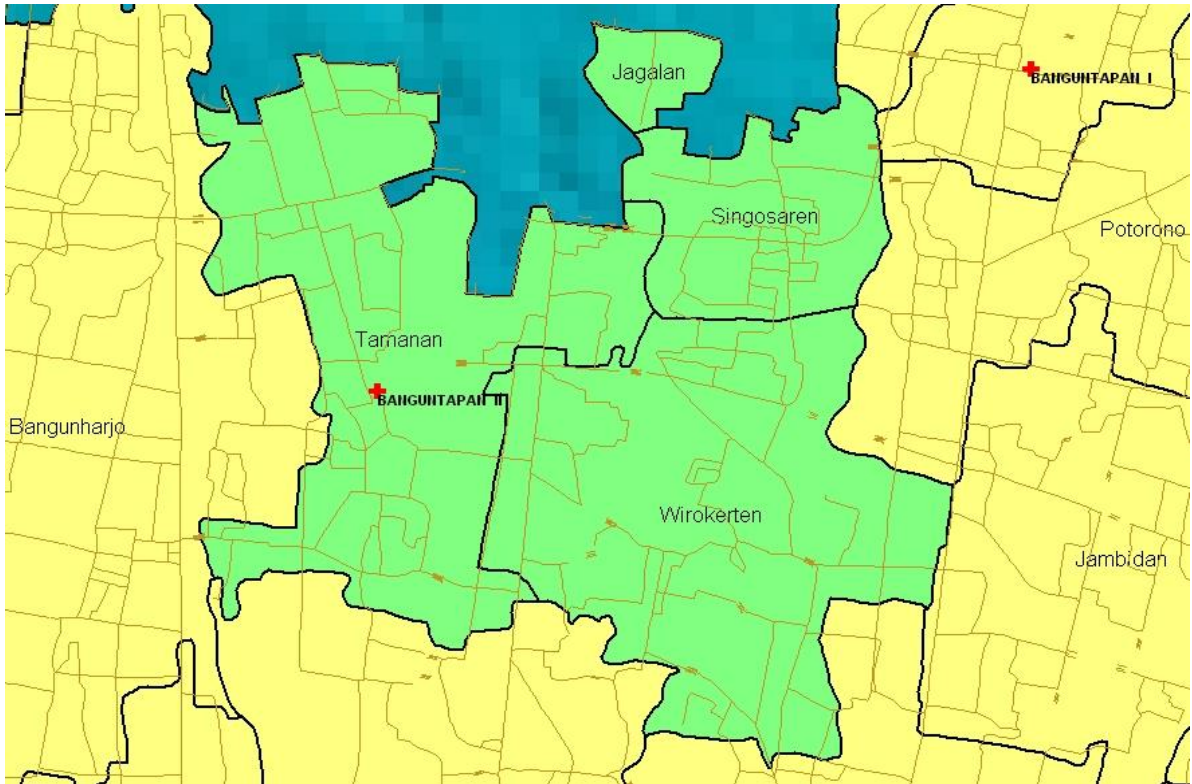 Jagalan
BANGUNTAPAN I
Singosaren
Potorono
Tamanan
BANGUNTAPAN II
Bangunharjo
Wirokerten
Jambidan